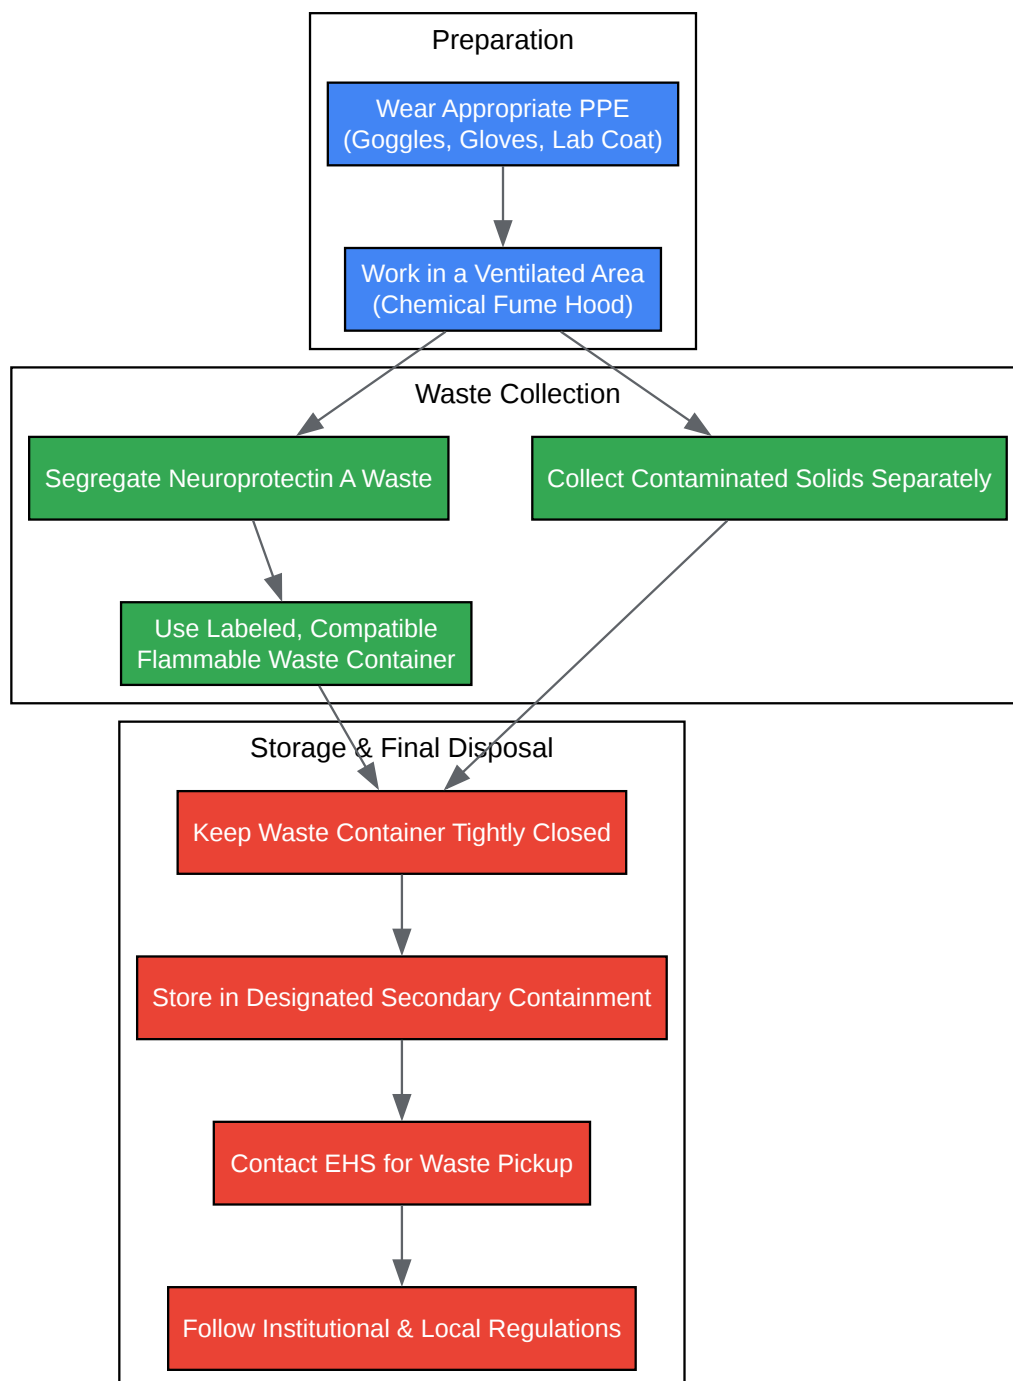 Preparation
Wear Appropriate PPE
(Goggles, Gloves, Lab Coat)
Work in a Ventilated Area
(Chemical Fume Hood)
Waste Collection
Segregate Neuroprotectin A Waste
Collect Contaminated Solids Separately
Use Labeled, Compatible
Flammable Waste Container
Storage & Final Disposal
Keep Waste Container Tightly Closed
Store in Designated Secondary Containment
Contact EHS for Waste Pickup
Follow Institutional & Local Regulations